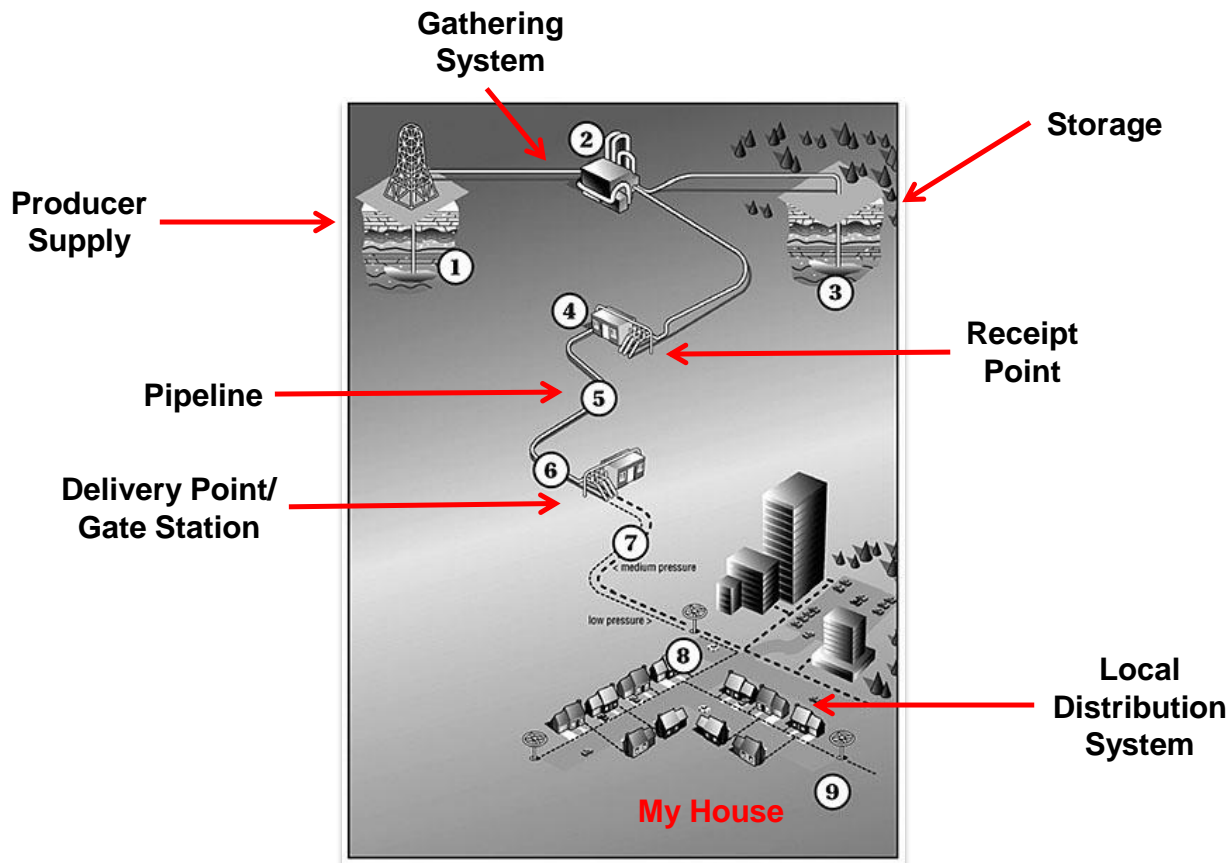 Gathering
System
Storage
Producer
Supply
2
1
3
4
Receipt
Point
Pipeline
5
6
Delivery Point/
Gate Station
7
< medium pressure
low pressure >
8
Local
Distribution
System
9
My House